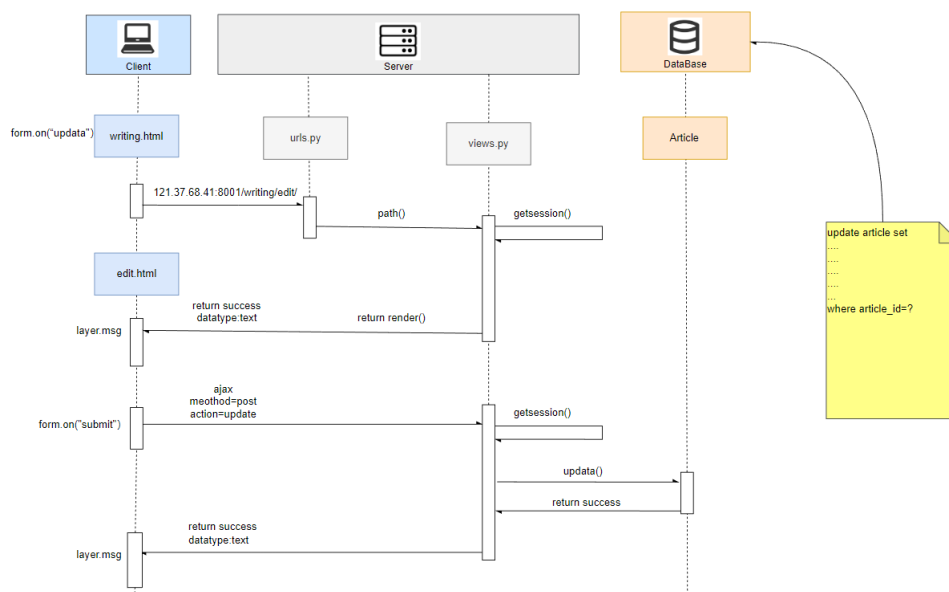 Client
Server
DataBase
form.on("updata")
writing.html
urls.py
views.py
Article
121.37.68.41:8001/writing/edit/
path()
getsession()
update article set
....
....
....
....
...
where article_id=?
edit.html
return success
datatype:text
return render()
layer.msg
ajax
meothod=post
action=update
form.on("submit")
getsession()
updata()
return success
return success
datatype:text
layer.msg